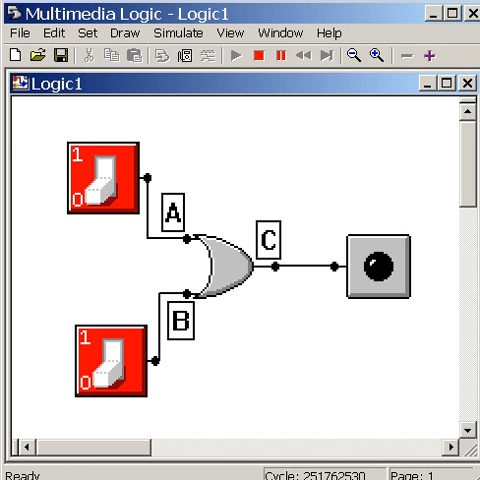 Multimedia Logic - Logic1
File Edit Set Draw Simulate View Window Help
Logic1
1
0
A
C
B
1
0
Ready Cycle: 251762530 Page: 1